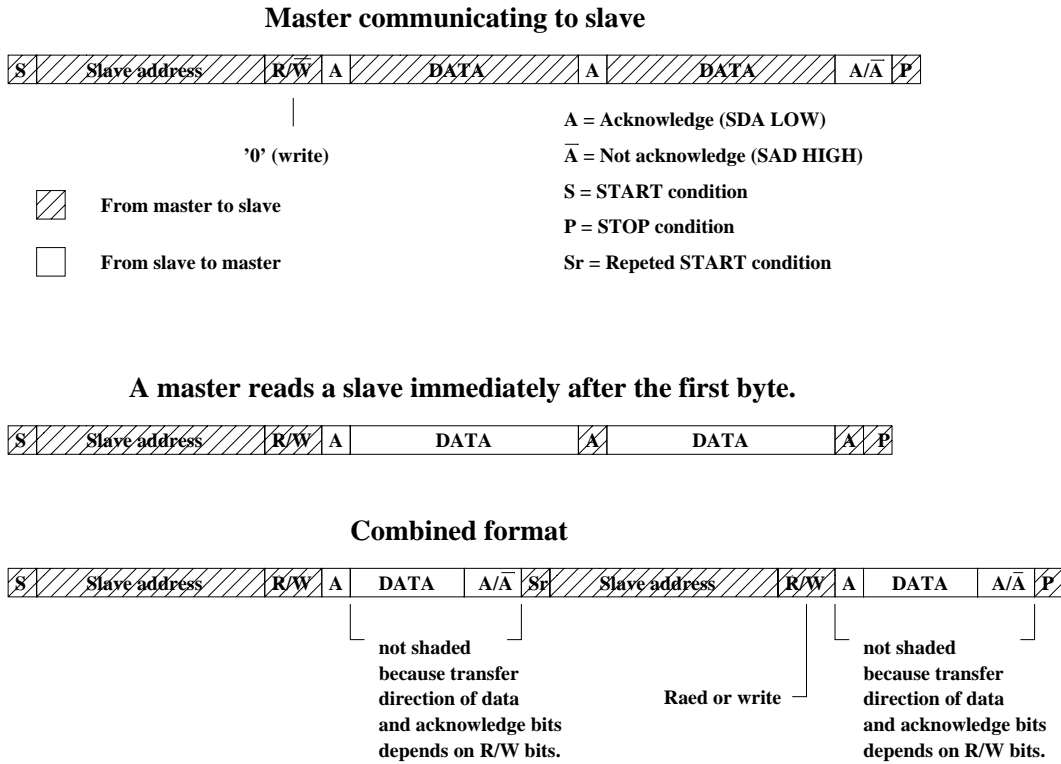 Master communicating to slave
S Slave address R/W̅ A DATA A DATA A/A̅ P
'0' (write)
A = Acknowledge (SDA LOW)
A̅ = Not acknowledge (SAD HIGH)
S = START condition
P = STOP condition
Sr = Repeted START condition
From master to slave
From slave to master
A master reads a slave immediately after the first byte.
S Slave address R/W A DATA A DATA A P
Combined format
S Slave address R/W A DATA A/A̅ Sr Slave address R/W A DATA A/A̅ P
not shaded
because transfer
direction of data
and acknowledge bits
depends on R/W bits.
Raed or write
not shaded
because transfer
direction of data
and acknowledge bits
depends on R/W bits.